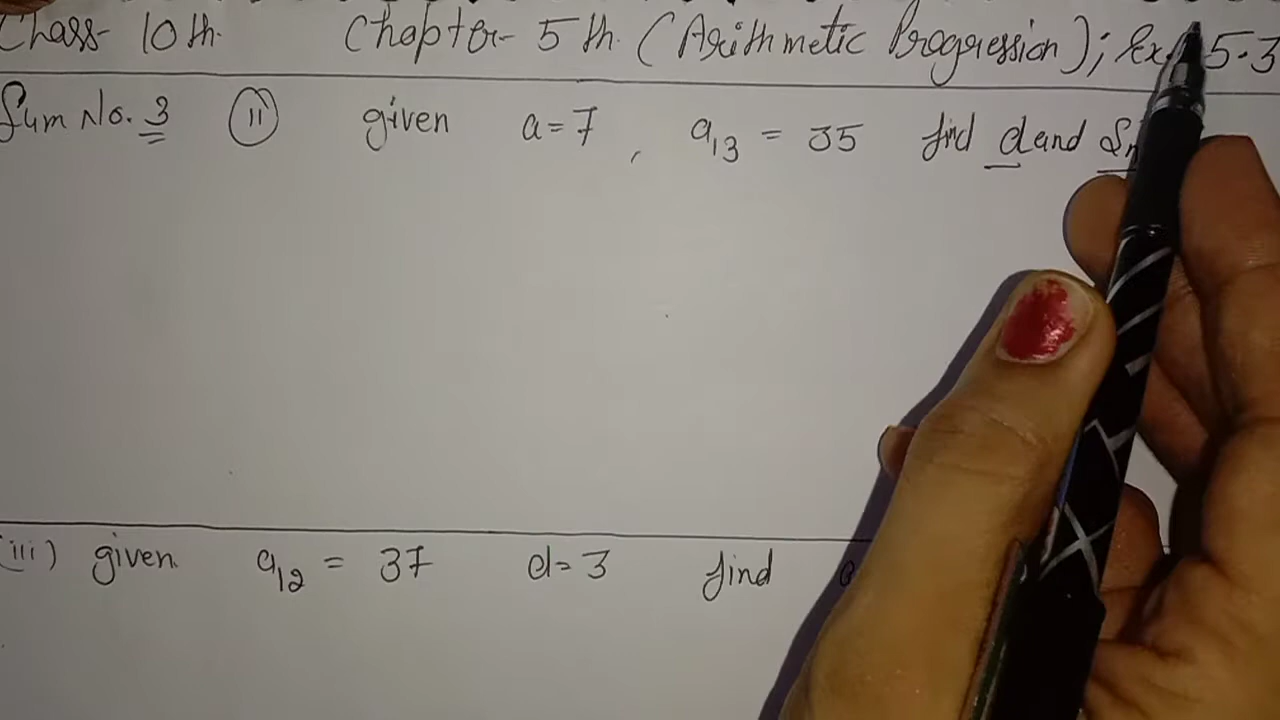 Class- 10th. Chapter- 5th. (Arithmetic Progression); Ex 5.3
Sum No. 3 (ii) given a=7, a13 = 35 find d and
(iii) given a12 = 37 d=3 find